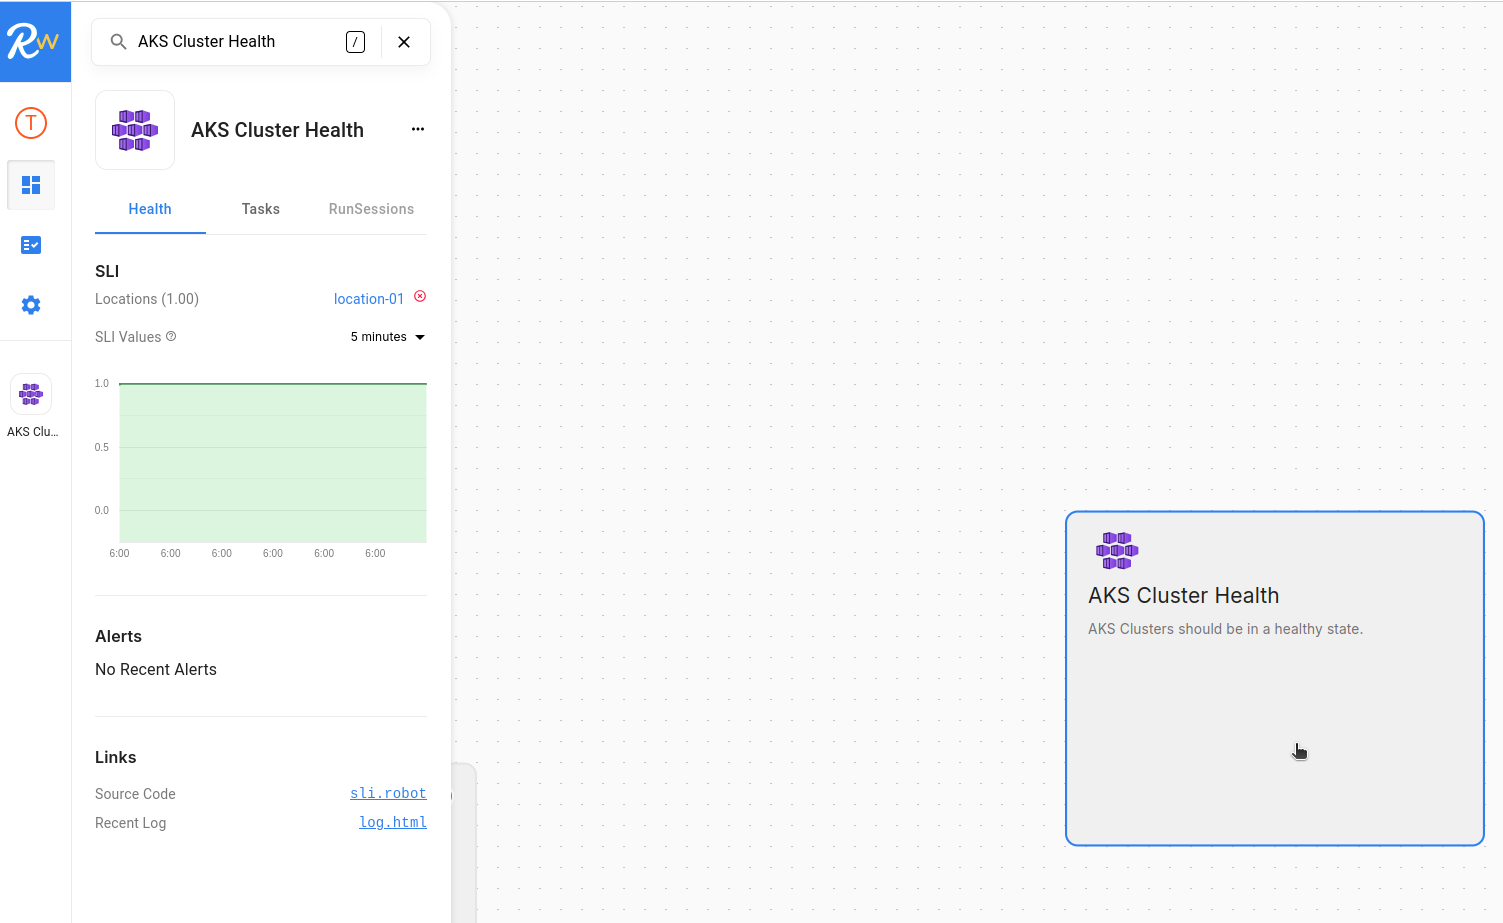 Rw
AKS Cluster Health
/
T
AKS Cluster Health
Health
Tasks
RunSessions
SLI
Locations (1.00)
location-01
SLI Values
5 minutes
1.0
0.5
0.0
6:00
6:00
6:00
6:00
6:00
6:00
AKS Clu...
Alerts
No Recent Alerts
Links
Source Code
sli.robot
Recent Log
log.html
AKS Cluster Health
AKS Clusters should be in a healthy state.